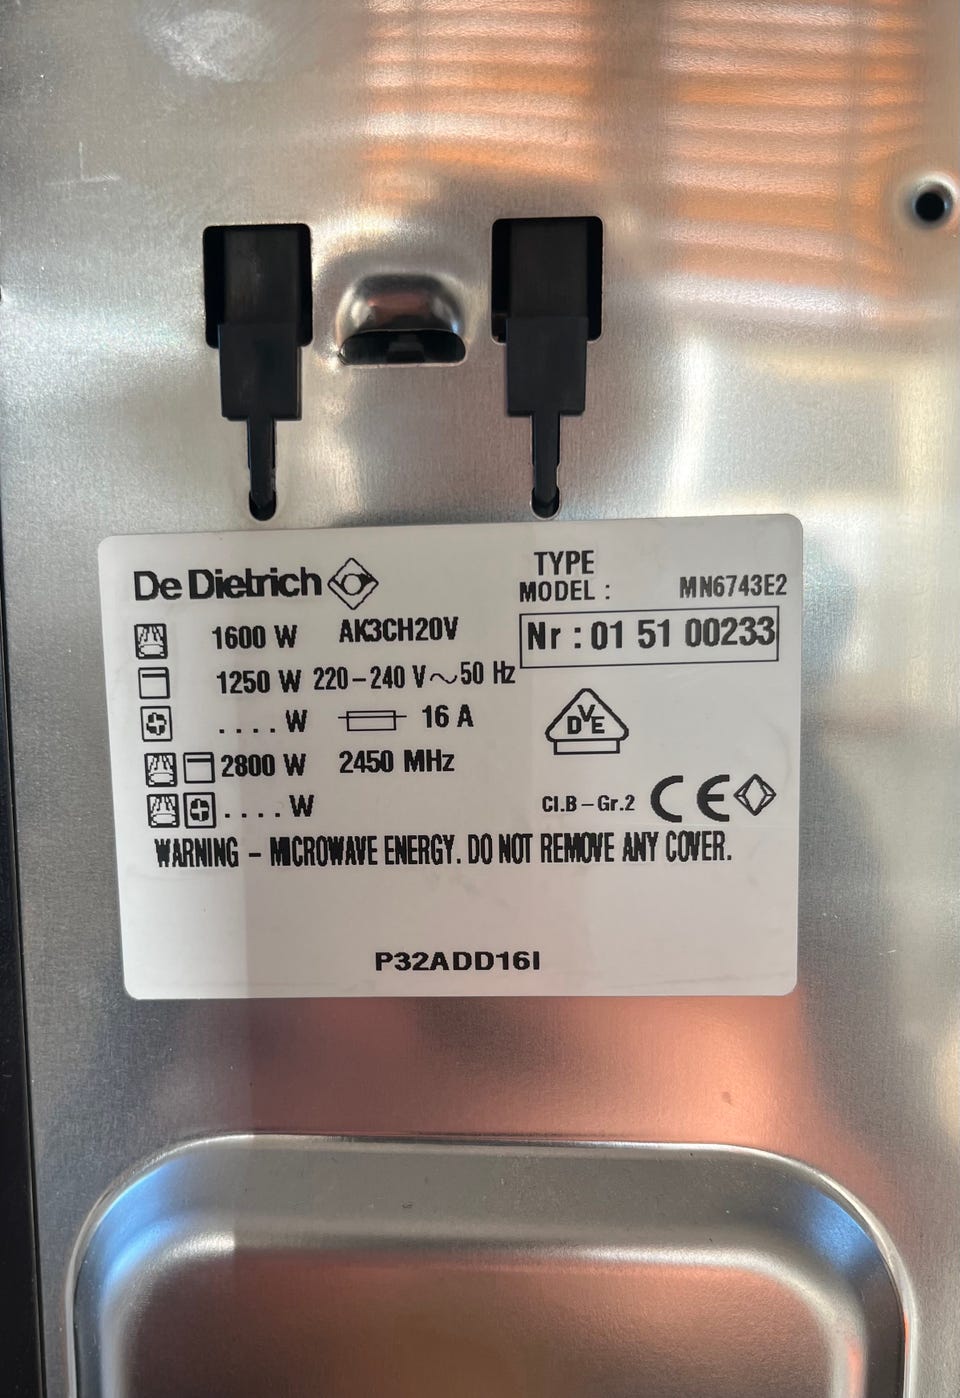 De Dietrich
TYPE
MODEL : MN6743E2
1600 W AK3CH20V
Nr : 01 51 00233
1250 W 220-240 V ~ 50 Hz
. . . . W 16 A
DVE
2800 W 2450 MHz
Cl.B - Gr.2 CE
. . . . W
WARNING - MICROWAVE ENERGY. DO NOT REMOVE ANY COVER.
P32ADD16I